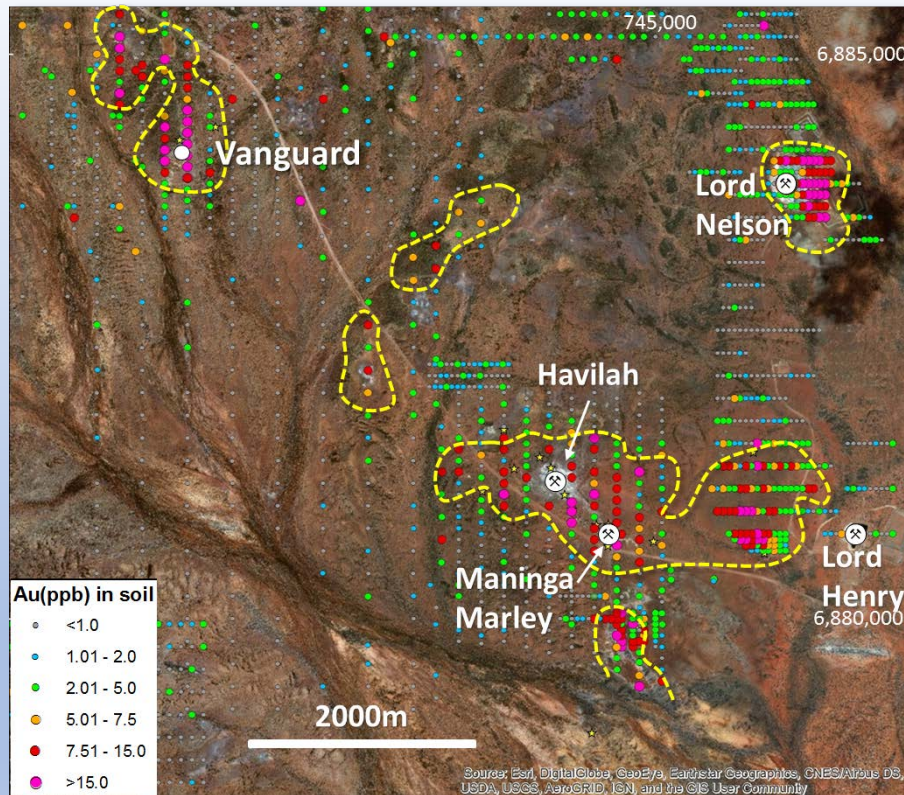 745,000
6,885,000
Vanguard
Lord
Nelson
Havilah
Maninga
Marley
Lord
Henry
6,880,000
Au(ppb) in soil
<1.0
1.01 - 2.0
2.01 - 5.0
5.01 - 7.5
7.51 - 15.0
>15.0
2000m
Source: Esri, DigitalGlobe, GeoEye, Earthstar Geographics, CNES/Airbus DS,
USDA, USGS, AeroGRID, IGN, and the GIS User Community